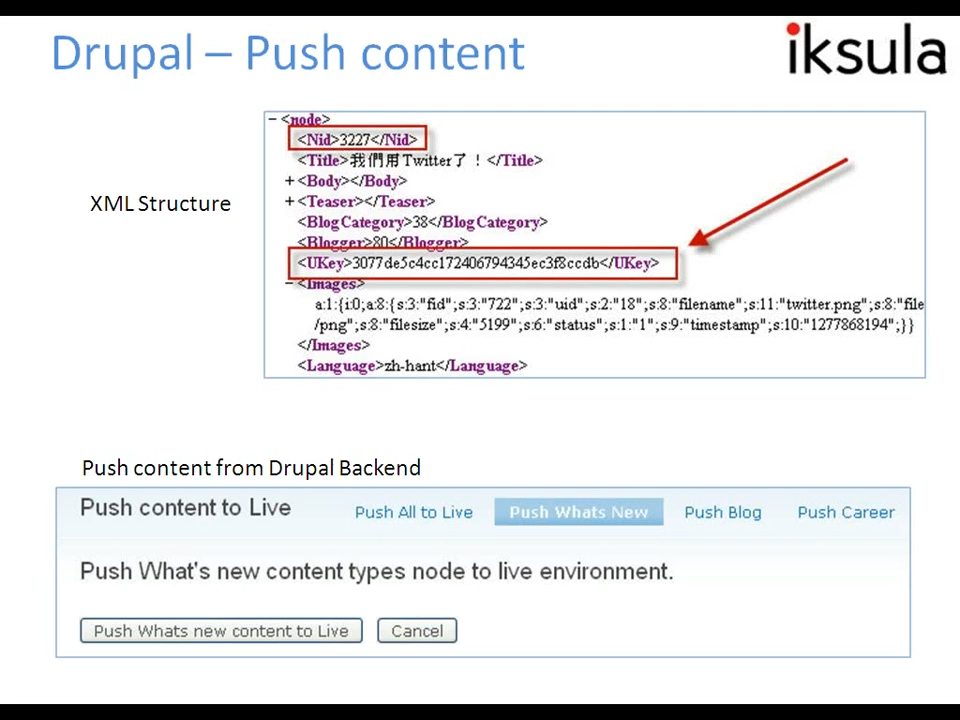 Drupal – Push content
iksula
XML Structure
− <node>
<Nid>3227</Nid>
<Title>我們用Twitter了！</Title>
+ <Body></Body>
+ <Teaser></Teaser>
<BlogCategory>38</BlogCategory>
<Blogger>80</Blogger>
<UKey>3077de5c4cc172406794345ec3f8ccdb</UKey>
− <Images>
a:1:{i:0;a:8:{s:3:"fid";s:3:"722";s:3:"uid";s:2:"18";s:8:"filename";s:11:"twitter.png";s:8:"file
/png";s:8:"filesize";s:4:"5199";s:6:"status";s:1:"1";s:9:"timestamp";s:10:"1277868194";}}
</Images>
<Language>zh-hant</Language>
Push content from Drupal Backend
Push content to Live
Push All to Live
Push Whats New
Push Blog
Push Career
Push What's new content types node to live environment.
Push Whats new content to Live
Cancel